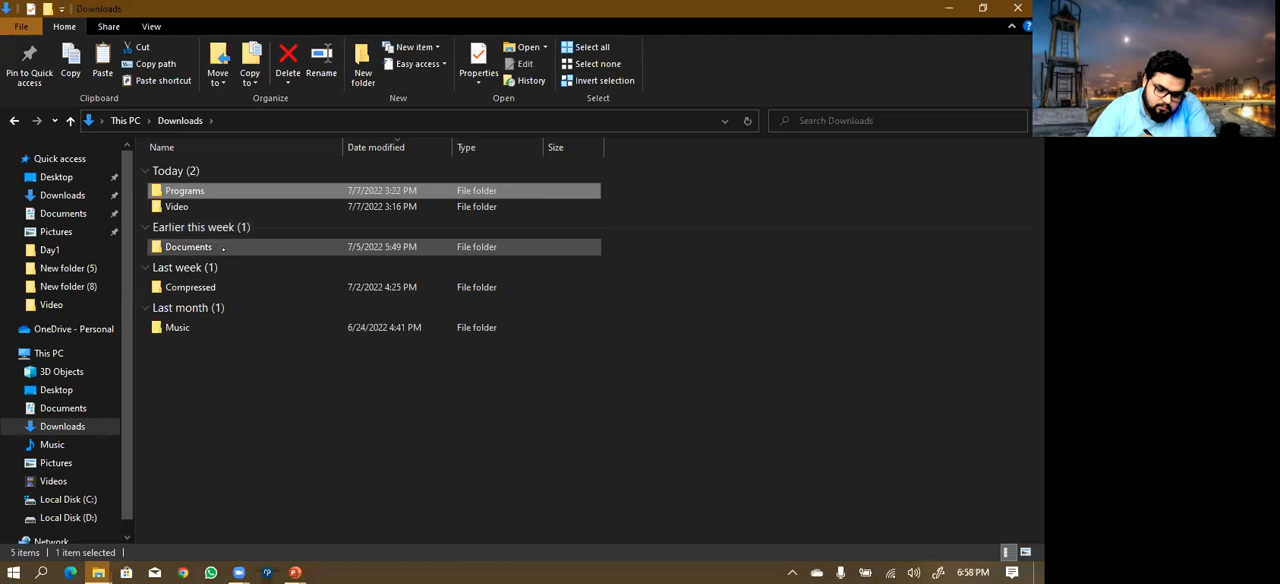 Downloads
File Home Share View
Pin to Quick access
Copy
Paste
Cut
Copy path
Paste shortcut
Clipboard
Move to
Copy to
Delete
Rename
Organize
New folder
New item
Easy access
New
Properties
Open
Edit
History
Open
Select all
Select none
Invert selection
Select
This PC Downloads
Search Downloads
Name Date modified Type Size
Today (2)
Programs 7/7/2022 3:22 PM File folder
Video 7/7/2022 3:16 PM File folder
Earlier this week (1)
Documents 7/5/2022 5:49 PM File folder
Last week (1)
Compressed 7/2/2022 4:25 PM File folder
Last month (1)
Music 6/24/2022 4:41 PM File folder
Quick access
Desktop
Downloads
Documents
Pictures
Day1
New folder (5)
New folder (8)
Video
OneDrive - Personal
This PC
3D Objects
Desktop
Documents
Downloads
Music
Pictures
Videos
Local Disk (C:)
Local Disk (D:)
Network
5 items 1 item selected
6:58 PM